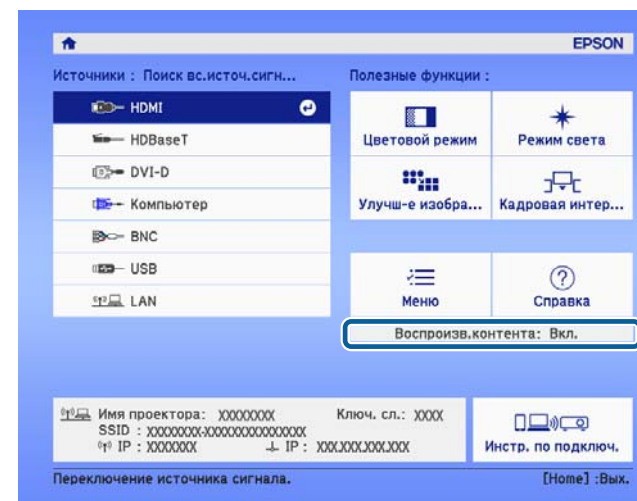 EPSON
Источники : Поиск вс.источ.сигн...
HDMI
HDBaseT
DVI-D
Компьютер
BNC
USB
LAN
Полезные функции :
Цветовой режим
Режим света
Улучш-е изобра...
Кадровая интер...
Меню
Справка
Воспроизв.контента: Вкл.
Имя проектора: XXXXXXXX Ключ. сл.: XXXX
SSID : XXXXXXXX-XXXXXXXXXXXXXX
IP : XXXXXXX IP : XXX.XXX.XXX.XXX
Инстр. по подключ.
Переключение источника сигнала. [Home] :Вых.